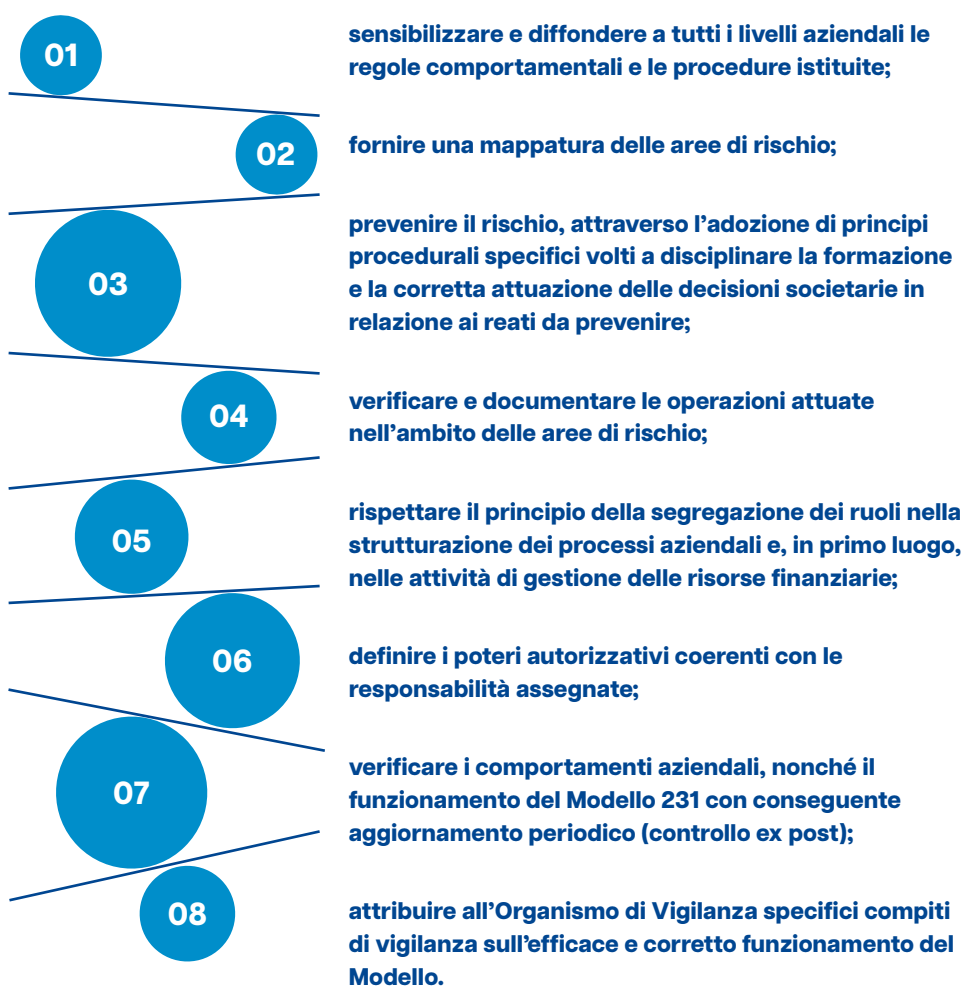 01
sensibilizzare e diffondere a tutti i livelli aziendali le
regole comportamentali e le procedure istituite;
02
fornire una mappatura delle aree di rischio;
03
prevenire il rischio, attraverso l’adozione di principi
procedurali specifici volti a disciplinare la formazione
e la corretta attuazione delle decisioni societarie in
relazione ai reati da prevenire;
04
verificare e documentare le operazioni attuate
nell’ambito delle aree di rischio;
05
rispettare il principio della segregazione dei ruoli nella
strutturazione dei processi aziendali e, in primo luogo,
nelle attività di gestione delle risorse finanziarie;
06
definire i poteri autorizzativi coerenti con le
responsabilità assegnate;
07
verificare i comportamenti aziendali, nonché il
funzionamento del Modello 231 con conseguente
aggiornamento periodico (controllo ex post);
08
attribuire all’Organismo di Vigilanza specifici compiti
di vigilanza sull’efficace e corretto funzionamento del
Modello.